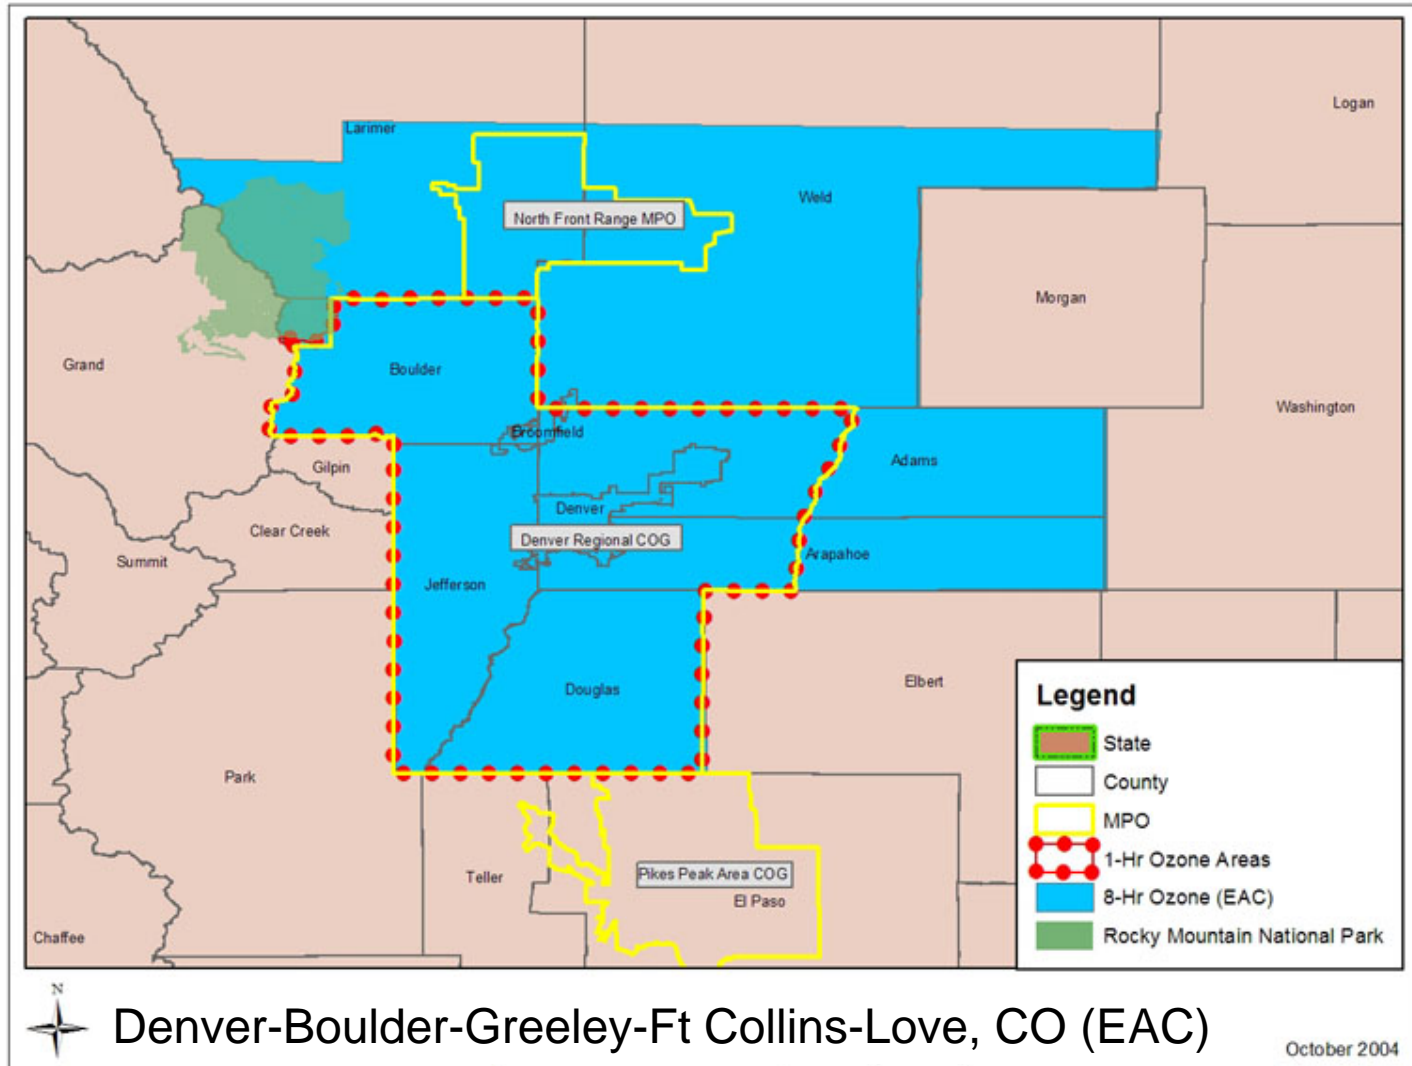 Logan
Larimer
Weld
North Front Range MPO
Morgan
Grand
Boulder
Washington
Broomfield
Adams
Gilpin
Denver
Clear Creek
Denver Regional COG
Arapahoe
Summit
Jefferson
Elbert
Douglas
Park
Teller
Pikes Peak Area COG
El Paso
Chaffee
Legend
State
County
MPO
1-Hr Ozone Areas
8-Hr Ozone (EAC)
Rocky Mountain National Park
N
Denver-Boulder-Greeley-Ft Collins-Love, CO (EAC)
October 2004